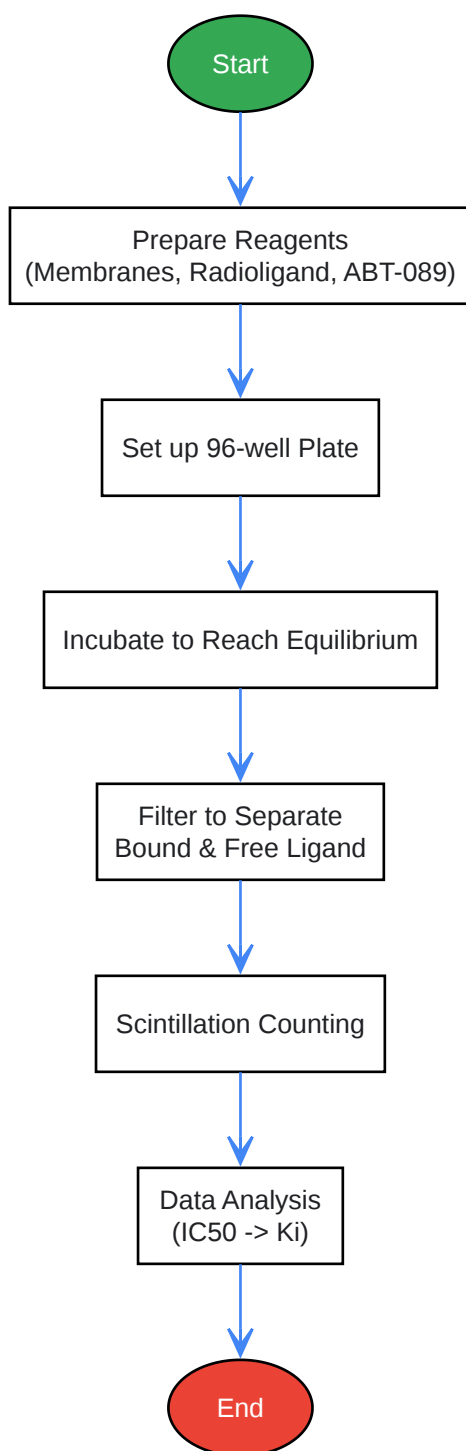 Start
Prepare Reagents
(Membranes, Radioligand, ABT-089)
Set up 96-well Plate
Incubate to Reach Equilibrium
Filter to Separate
Bound & Free Ligand
Scintillation Counting
Data Analysis
(IC50 -> Ki)
End